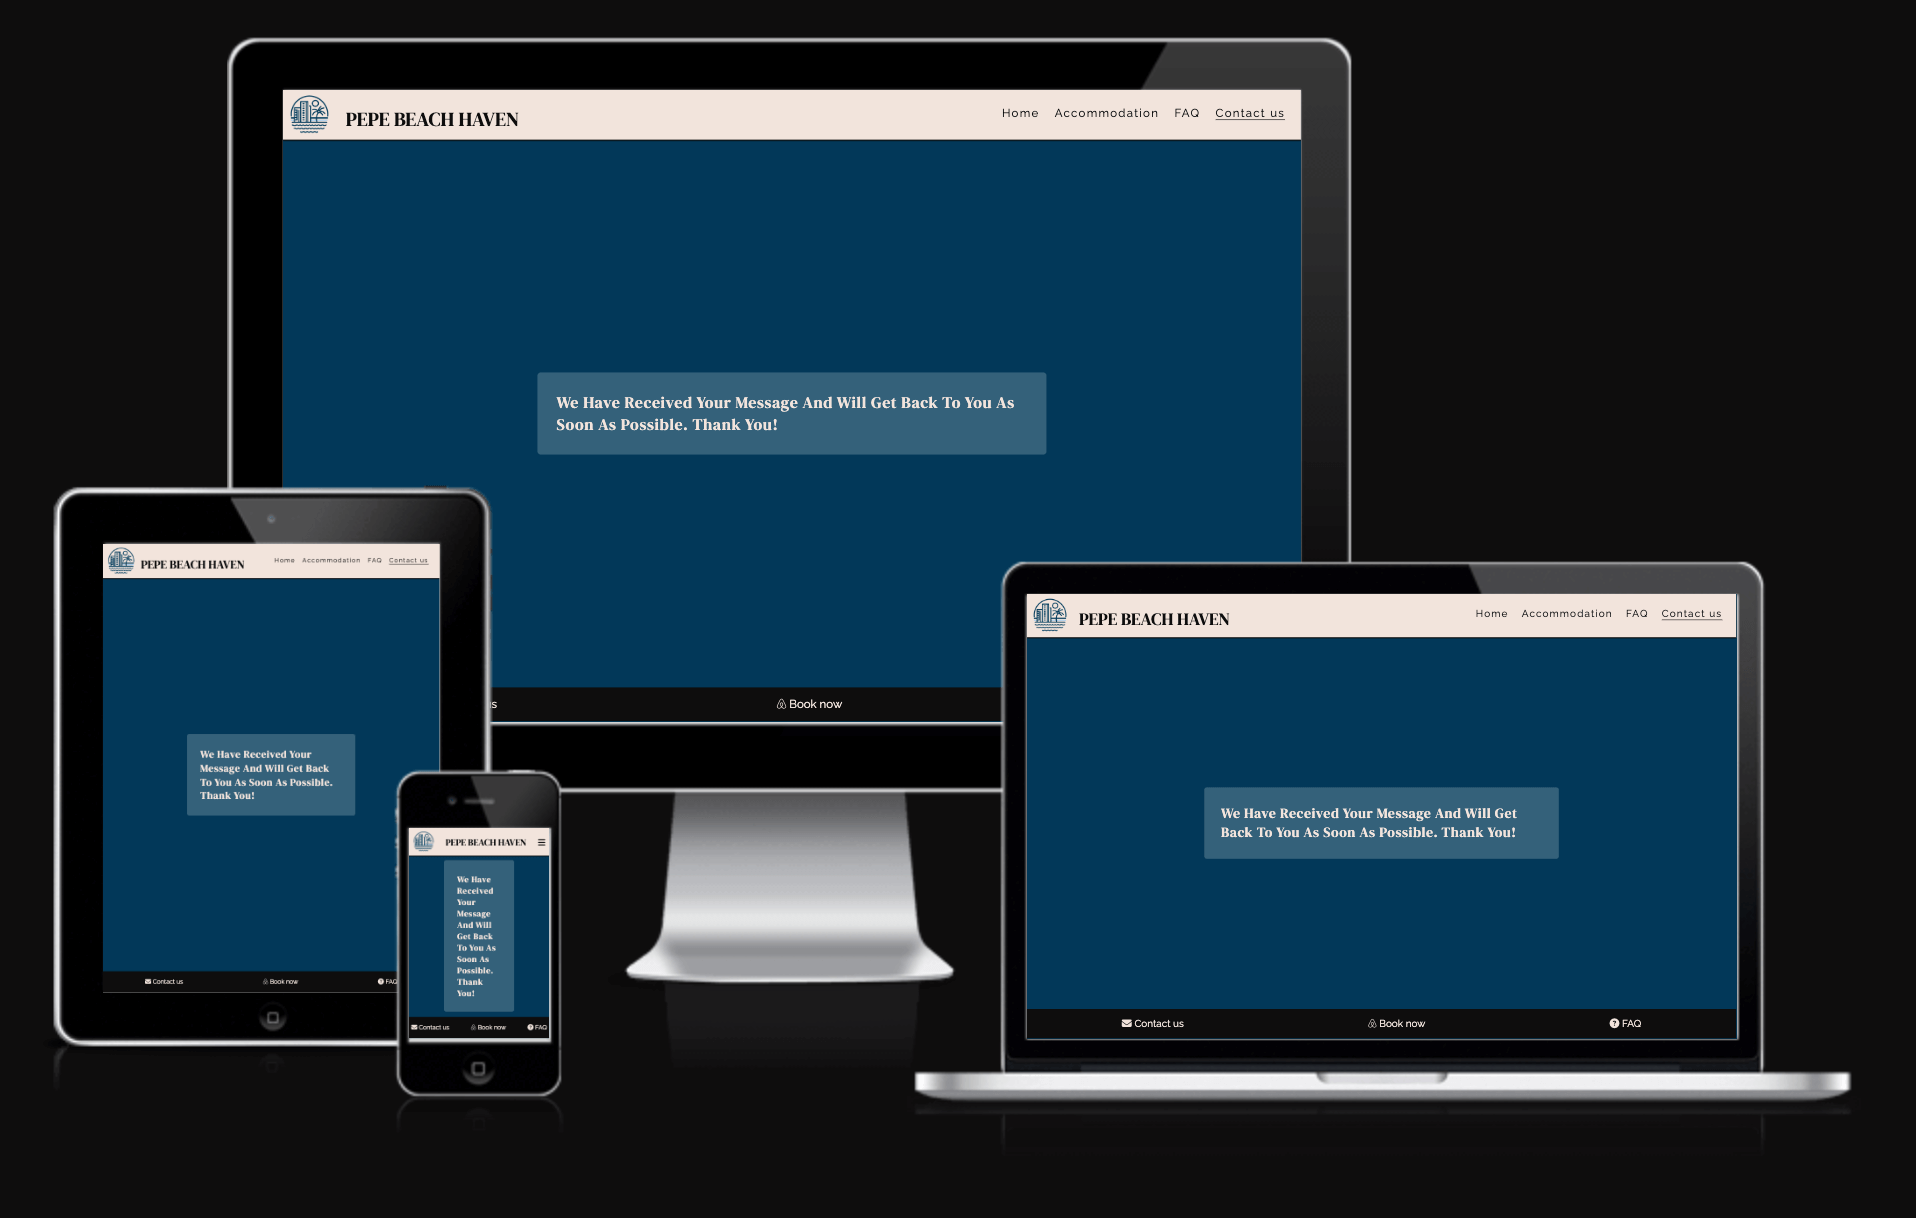 PEPE BEACH HAVEN
Home Accommodation FAQ Contact us
We Have Received Your Message And Will Get Back To You As
Soon As Possible. Thank You!
s
Book now
PEPE BEACH HAVEN
Home Accommodation FAQ Contact us
We Have Received Your
Message And Will Get Back
To You As Soon As Possible.
Thank You!
Contact us
Book now
FAQ
PEPE BEACH HAVEN
We Have
Received
Your
Message
And Will
Get Back
To You As
Soon As
Possible.
Thank
You!
Contact us
Book now
FAQ
PEPE BEACH HAVEN
Home Accommodation FAQ Contact us
We Have Received Your Message And Will Get
Back To You As Soon As Possible. Thank You!
Contact us
Book now
FAQ